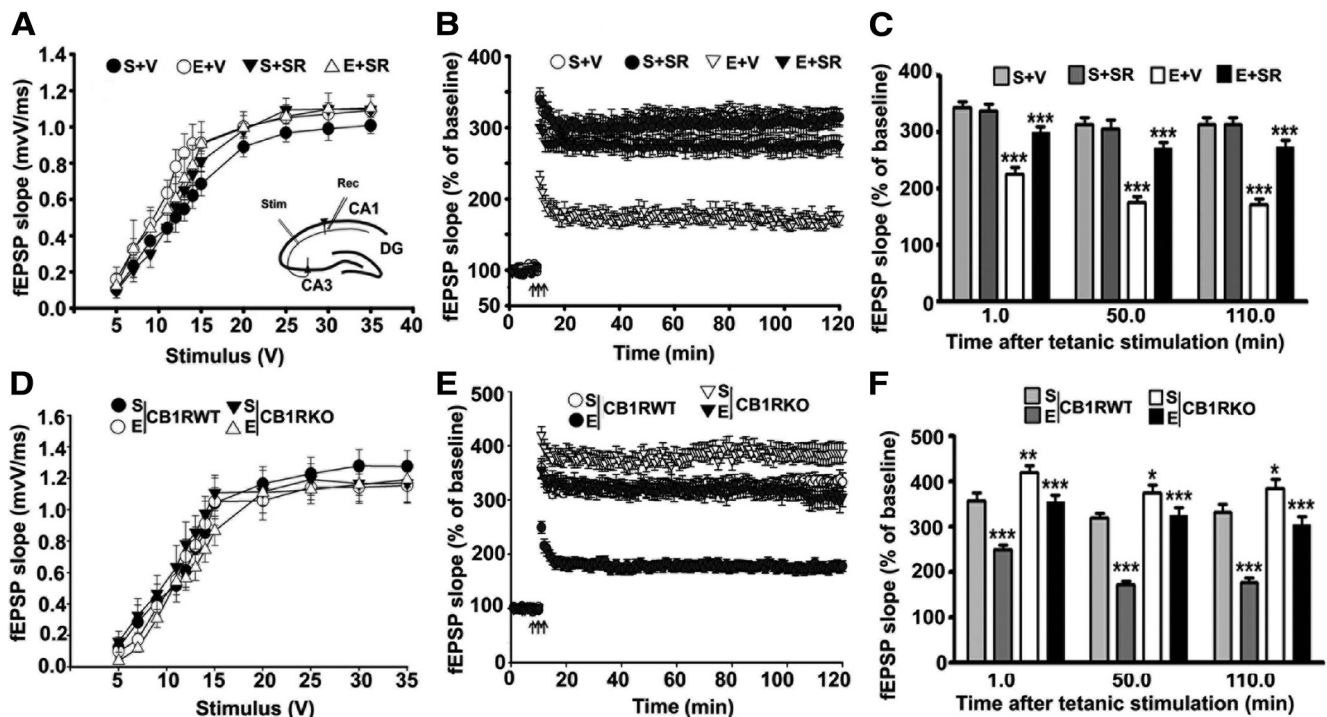 A
S+V E+V S+SR E+SR
fEPSP slope (mvV/ms)
1.4
1.2
1.0
0.8
0.6
0.4
0.2
0.0
Rec
Stim
CA1
DG
CA3
0 5 10 15 20 25 30 35 40
Stimulus (V)
B
S+V S+SR E+V E+SR
fEPSP slope (% of baseline)
400
350
300
250
200
150
100
50
0 20 40 60 80 100 120
Time (min)
C
S+V S+SR E+V E+SR
fEPSP slope (% of baseline)
400
300
200
300
0
*** *** *** *** *** ***
1.0 50.0 110.0
Time after tetanic stimulation (min)
D
S S
CB1RWT CB1RKO
E E
fEPSP slope (mvV/ms)
1.6
1.4
1.2
1.0
0.8
0.6
0.4
0.2
0.0
0 5 10 15 20 25 30 35
Stimulus (V)
E
S S
CB1RWT CB1RKO
E E
fEPSP slope (% of baseline)
500
400
300
200
100
0
0 20 40 60 80 100 120
Time (min)
F
S S
CB1RWT CB1RKO
E E
fEPSP slope (% of baseline)
500
400
300
200
100
0
*** ** *** *** * *** *** * ***
1.0 50.0 110.0
Time after tetanic stimulation (min)